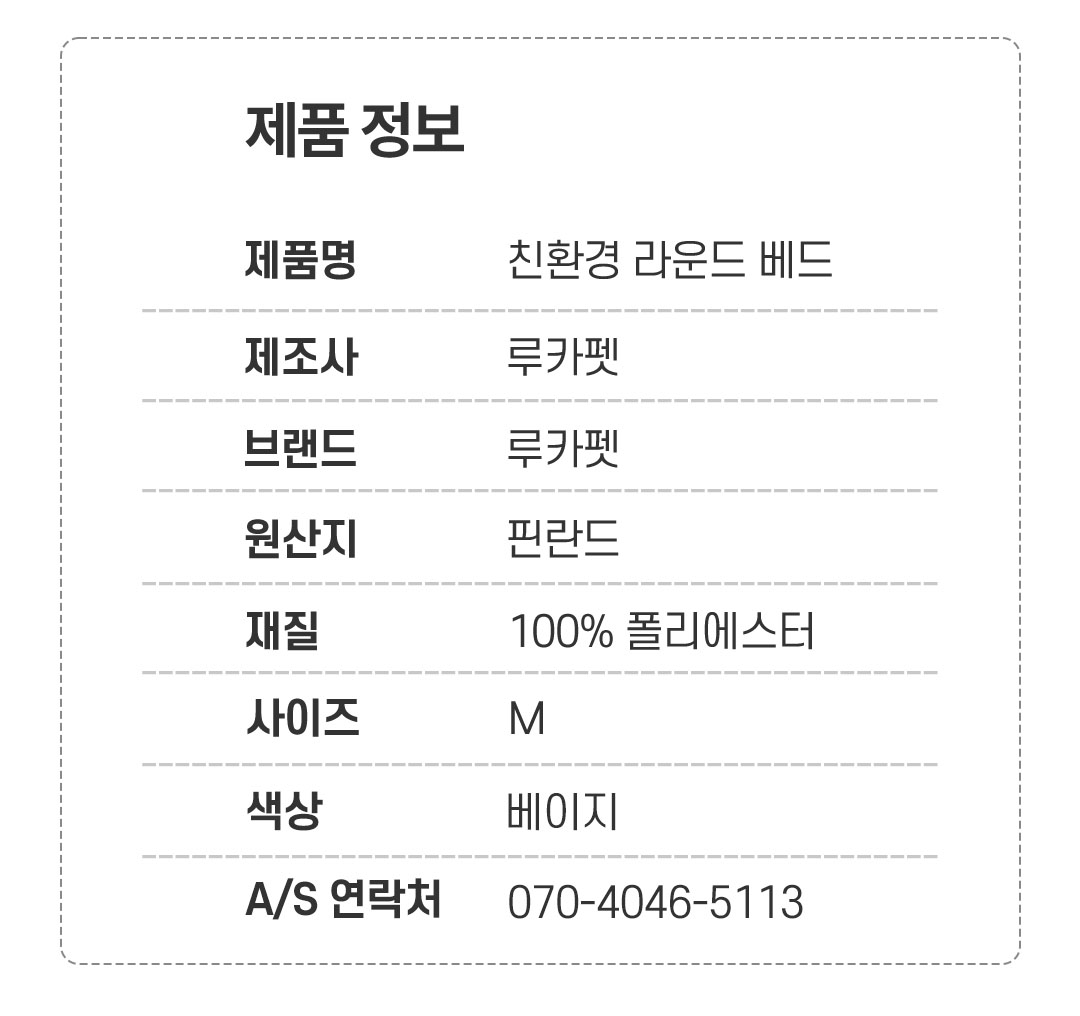 제품 정보
제품명 친환경 라운드 베드
제조사 루카펫
브랜드 루카펫
원산지 핀란드
재질 100% 폴리에스터
사이즈 M
색상 베이지
A/S 연락처 070-4046-5113